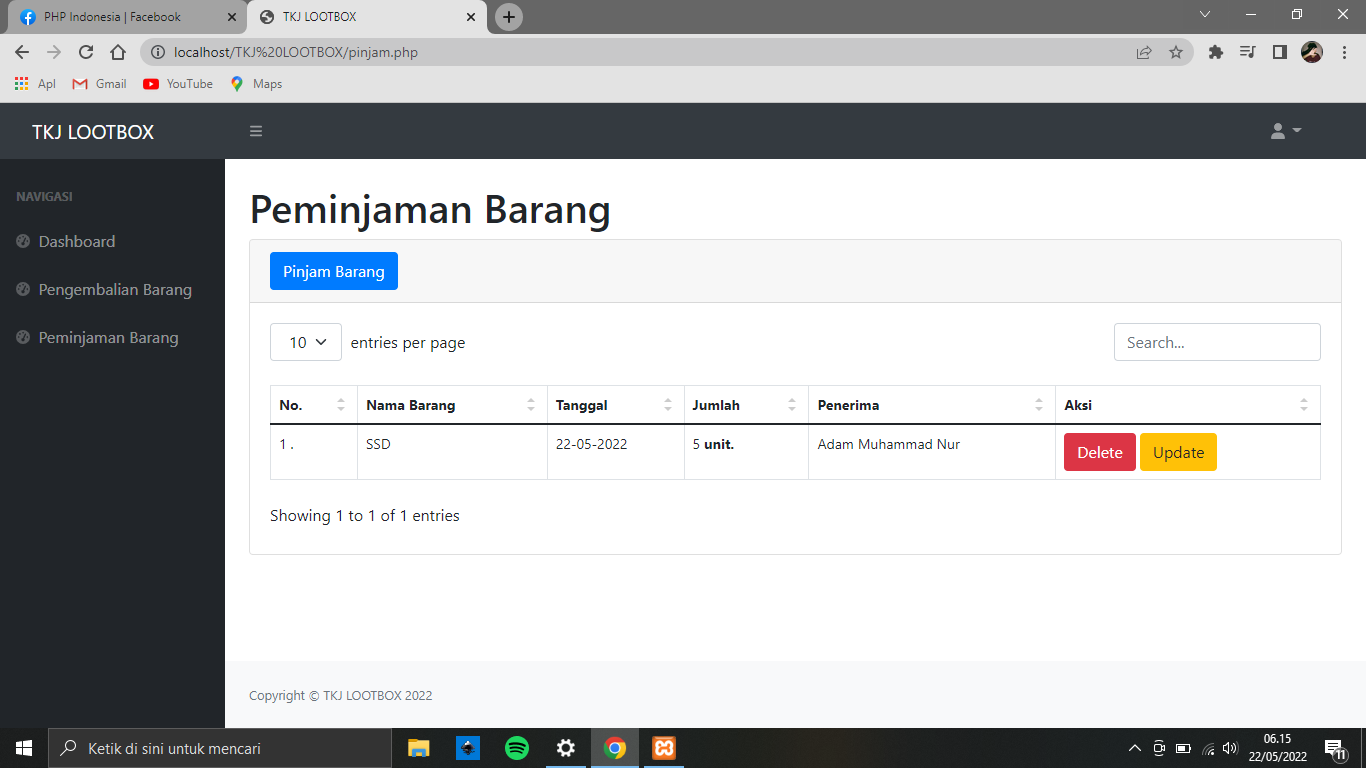 PHP Indonesia | Facebook
TKJ LOOTBOX
localhost/TKJ%20LOOTBOX/pinjam.php
Apl Gmail YouTube Maps
TKJ LOOTBOX
NAVIGASI
Dashboard
Pengembalian Barang
Peminjaman Barang
Peminjaman Barang
Pinjam Barang
10 entries per page Search...
No. Nama Barang Tanggal Jumlah Penerima Aksi
1 . SSD 22-05-2022 5 unit. Adam Muhammad Nur Delete Update
Showing 1 to 1 of 1 entries
Copyright © TKJ LOOTBOX 2022
Ketik di sini untuk mencari
06.15
22/05/2022
11